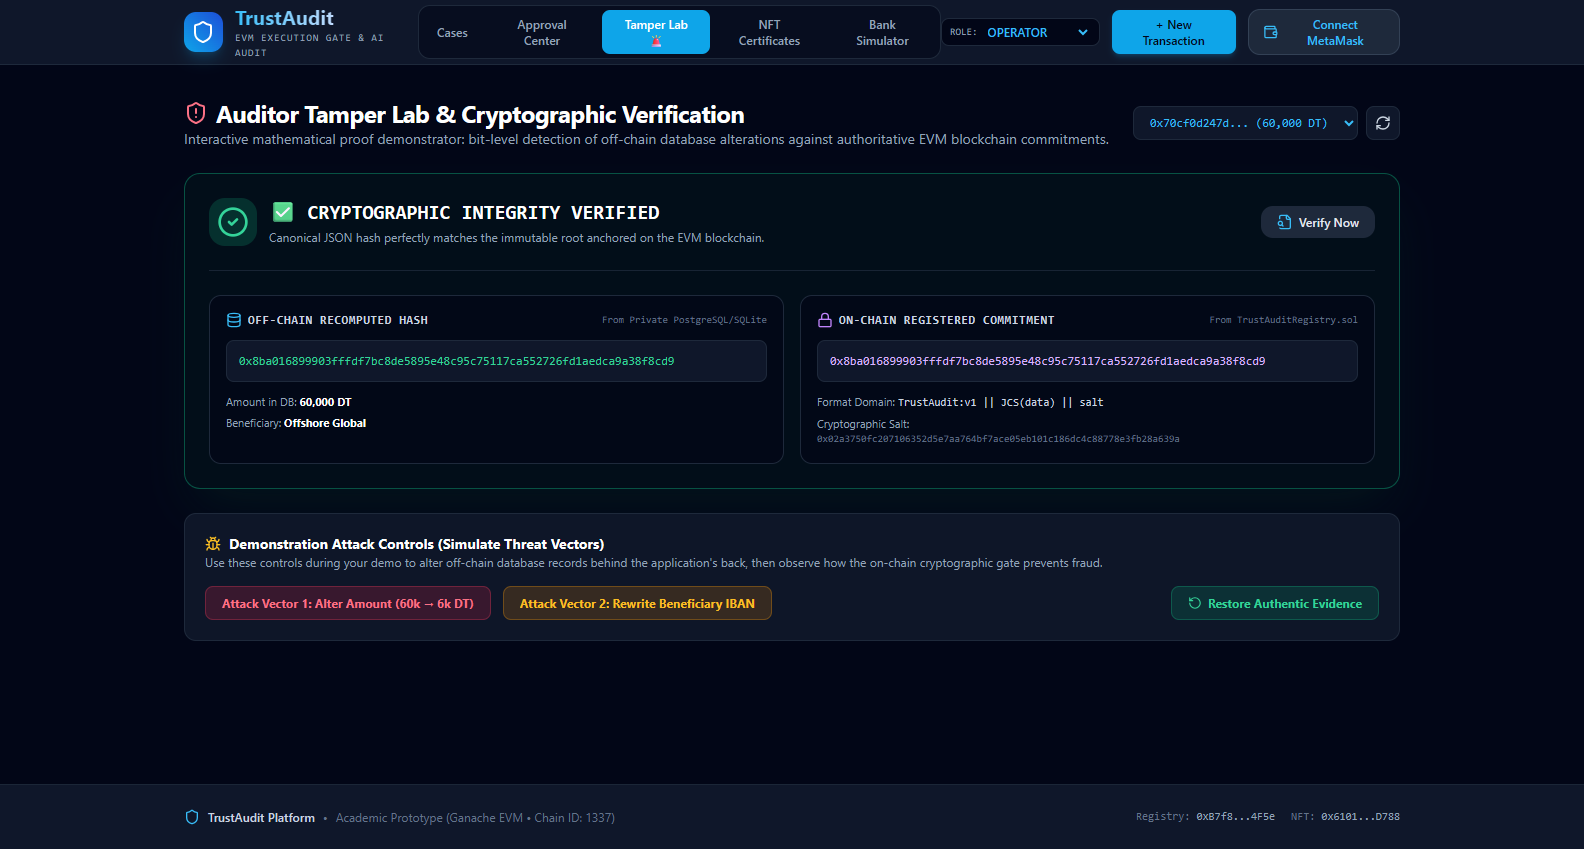 TrustAudit
EVM EXECUTION GATE & AI
AUDIT
Cases
Approval
Center
Tamper Lab
🚨
NFT
Certificates
Bank
Simulator
ROLE: OPERATOR
+ New
Transaction
Connect
MetaMask
Auditor Tamper Lab & Cryptographic Verification
Interactive mathematical proof demonstrator: bit-level detection of off-chain database alterations against authoritative EVM blockchain commitments.
0x70cf0d247d... (60,000 DT)
✅ CRYPTOGRAPHIC INTEGRITY VERIFIED
Canonical JSON hash perfectly matches the immutable root anchored on the EVM blockchain.
Verify Now
OFF-CHAIN RECOMPUTED HASH
From Private PostgreSQL/SQLite
0x8ba016899903fffdf7bc8de5895e48c95c75117ca552726fd1aedca9a38f8cd9
Amount in DB: 60,000 DT
Beneficiary: Offshore Global
ON-CHAIN REGISTERED COMMITMENT
From TrustAuditRegistry.sol
0x8ba016899903fffdf7bc8de5895e48c95c75117ca552726fd1aedca9a38f8cd9
Format Domain: TrustAudit:v1 || JCS(data) || salt
Cryptographic Salt:
0x02a3750fc207106352d5e7aa764bf7ace05eb101c186dc4c88778e3fb28a639a
Demonstration Attack Controls (Simulate Threat Vectors)
Use these controls during your demo to alter off-chain database records behind the application's back, then observe how the on-chain cryptographic gate prevents fraud.
Attack Vector 1: Alter Amount (60k → 6k DT)
Attack Vector 2: Rewrite Beneficiary IBAN
Restore Authentic Evidence
TrustAudit Platform • Academic Prototype (Ganache EVM • Chain ID: 1337)
Registry: 0xB7f8...4F5e NFT: 0x6101...D788